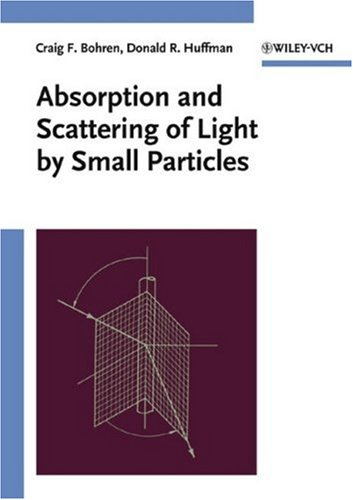 Craig F. Bohren, Donald R. Huffman
WILEY-VCH
Absorption and
Scattering of Light
by Small Particles